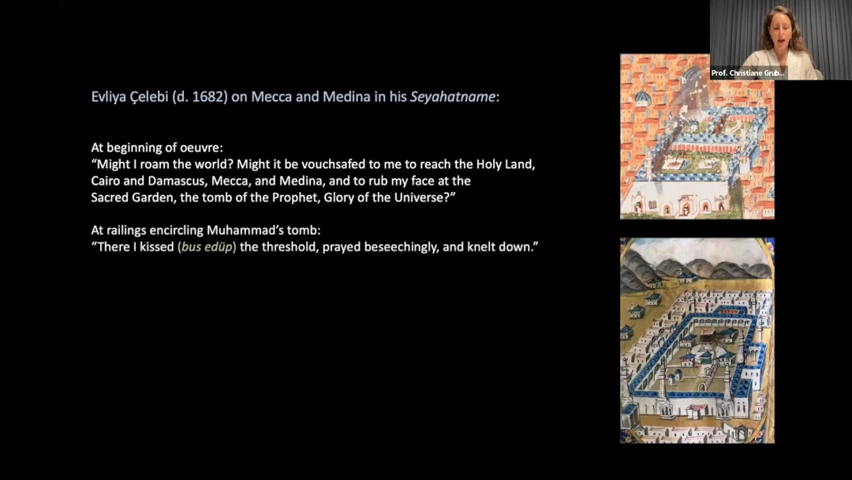 Prof. Christiane Grub...
Evliya Çelebi (d. 1682) on Mecca and Medina in his Seyahatname:
At beginning of oeuvre:
“Might I roam the world? Might it be vouchsafed to me to reach the Holy Land,
Cairo and Damascus, Mecca, and Medina, and to rub my face at the
Sacred Garden, the tomb of the Prophet, Glory of the Universe?”
At railings encircling Muhammad’s tomb:
“There I kissed (bus edüp) the threshold, prayed beseechingly, and knelt down.”